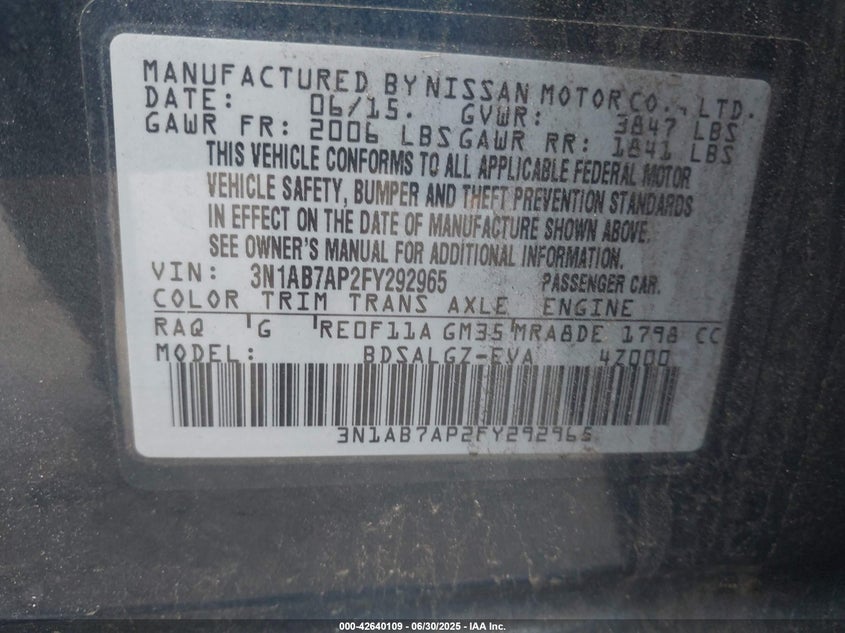 MANUFACTURED BY NISSAN MOTOR CO., LTD.
DATE: 06/15. GVWR: 3847 LBS
GAWR FR: 2006 LBS GAWR RR: 1841 LBS
THIS VEHICLE CONFORMS TO ALL APPLICABLE FEDERAL MOTOR
VEHICLE SAFETY, BUMPER AND THEFT PREVENTION STANDARDS
IN EFFECT ON THE DATE OF MANUFACTURE SHOWN ABOVE.
SEE OWNER'S MANUAL FOR ADDITIONAL INFORMATION.
VIN: 3N1AB7AP2FY292965 PASSENGER CAR.
COLOR TRIM TRANS AXLE ENGINE
RAQ G RE0F11A GM35 MRA8DE 1798 CC
MODEL: BDSALGZ-EVA 4Z000
3N1AB7AP2FY292965
000-42640109 - 06/30/2025 - IAA Inc.